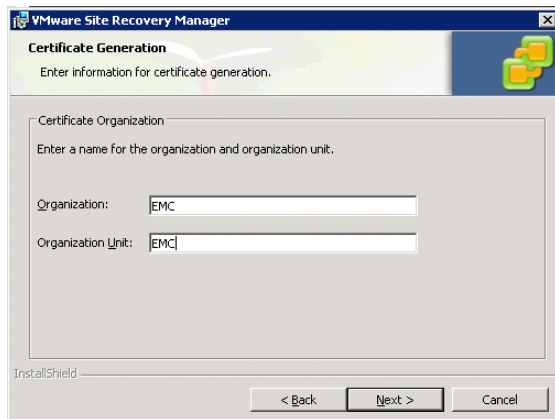 VMware Site Recovery Manager
Certificate Generation
Enter information for certificate generation.
Certificate Organization
Enter a name for the organization and organization unit.
Organization: EMC
Organization Unit: EMC
InstallShield
< Back Next > Cancel